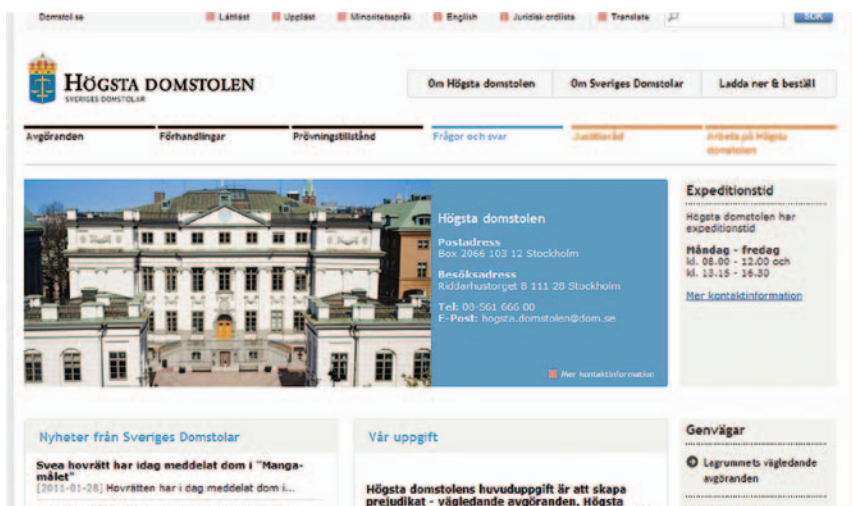 Domstol.se
Lättläst
Uppläst
Minoritetsspråk
English
Juridisk ordlista
Translate
SÖK
HÖGSTA DOMSTOLEN
SVERIGES DOMSTOLAR
Om Högsta domstolen
Om Sveriges Domstolar
Ladda ner & beställ
Avgöranden
Förhandlingar
Prövningstillstånd
Frågor och svar
Justitieråd
Arbeta på Högsta
domstolen
Högsta domstolen
Postadress
Box 2066 103 12 Stockholm
Besöksadress
Riddarhustorget 8 111 28 Stockholm
Tel: 08-561 666 00
E-Post: hogsta.domstolen@dom.se
Mer kontaktinformation
Expeditionstid
Högsta domstolen har
expeditionstid
Måndag - fredag
kl. 08.00 - 12.00 och
kl. 13.15 - 16.30
Mer kontaktinformation
Nyheter från Sveriges Domstolar
Svea hovrätt har idag meddelat dom i "Manga-
målet"
[2011-01-28] Hovrätten har i dag meddelat dom i...
Vår uppgift
Högsta domstolens huvuduppgift är att skapa
prejudikat - vägledande avgöranden. Högsta
Genvägar
Lagrummets vägledande
avgöranden